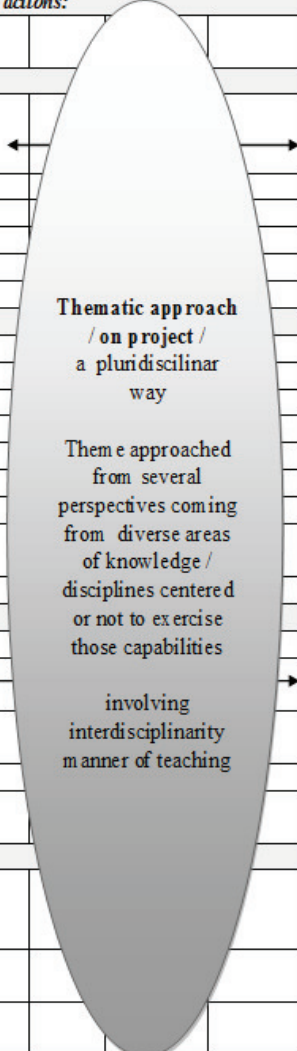 actions:
Thematic approach
/ on project /
a pluridiscilinar
way
Theme approached
from several
perspectives coming
from diverse areas
of knowledge /
disciplines centered
or not to exercise
those capabilities
involving
interdisciplinarity
manner of teaching